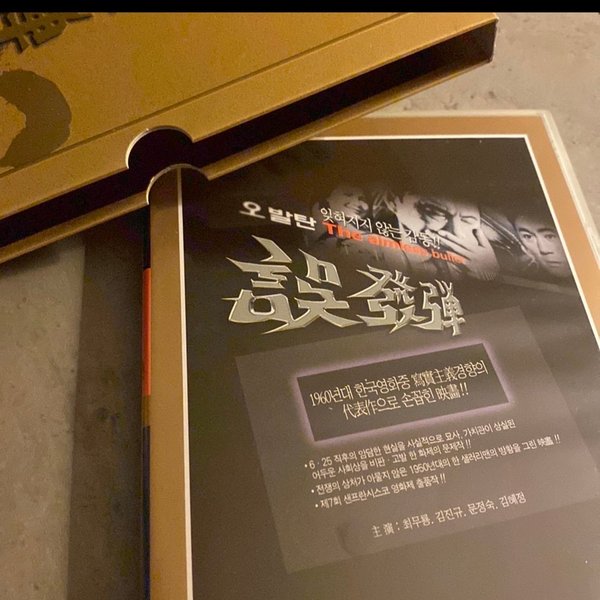 오발탄 잊혀지지 않는 감동!!
The aimless bullet
誤發彈
1960년대 한국영화중 寫實主義경향의
代表作으로 손꼽힌 映畵!!
· 6·25 직후의 암담한 현실을 사실적으로 묘사, 가치관이 상실된
어두운 사회상을 비판·고발 한 화제의 문제작!!
· 전쟁의 상처가 아물지 않은 1950년대의 한 샐러리맨의 방황을 그린 映畵!!
· 제7회 샌프란시스코 영화제 출품작!!
主演 : 최무룡, 김진규, 문정숙, 김혜정